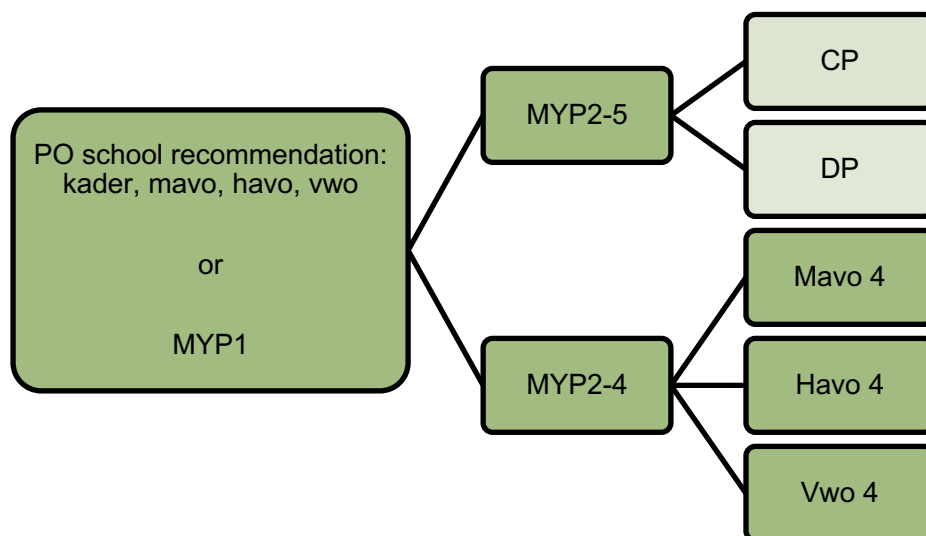 PO school recommendation:
kader, mavo, havo, vwo
or
MYP1
MYP2-5
MYP2-4
CP
DP
Mavo 4
Havo 4
Vwo 4